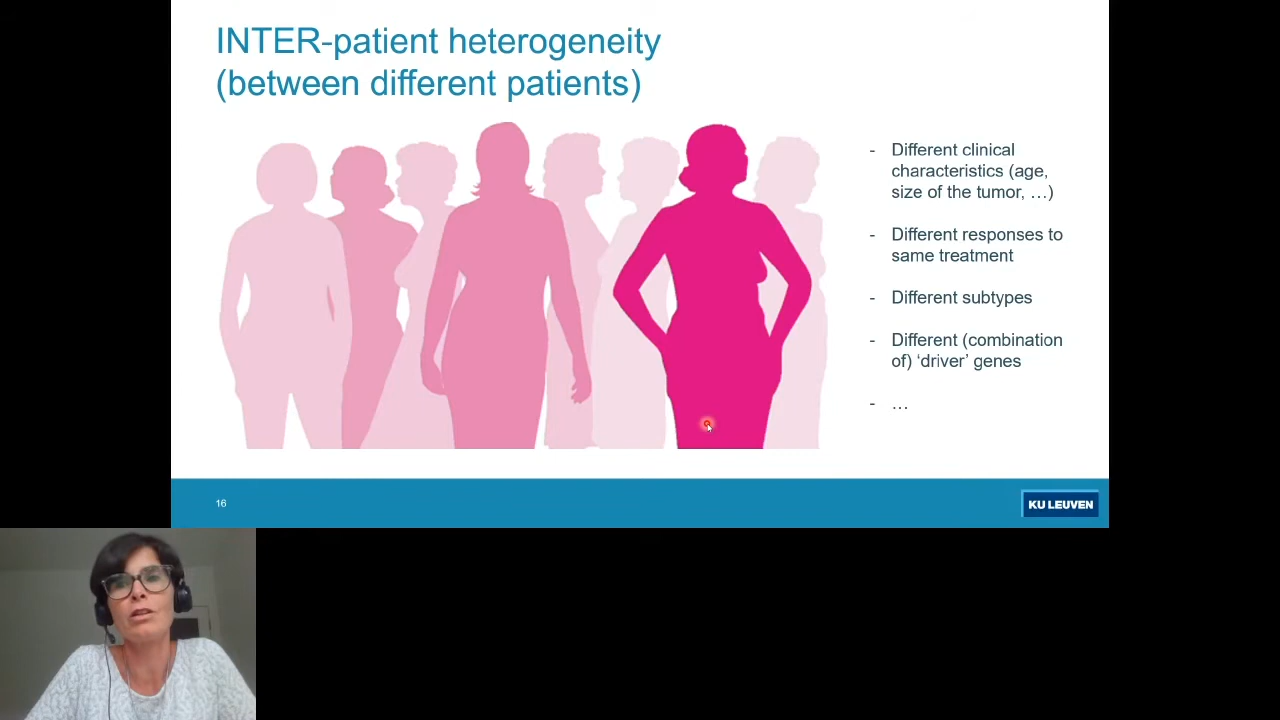 INTER-patient heterogeneity
(between different patients)
- Different clinical
characteristics (age,
size of the tumor, …)
- Different responses to
same treatment
- Different subtypes
- Different (combination
of) ‘driver’ genes
- …
16
KU LEUVEN